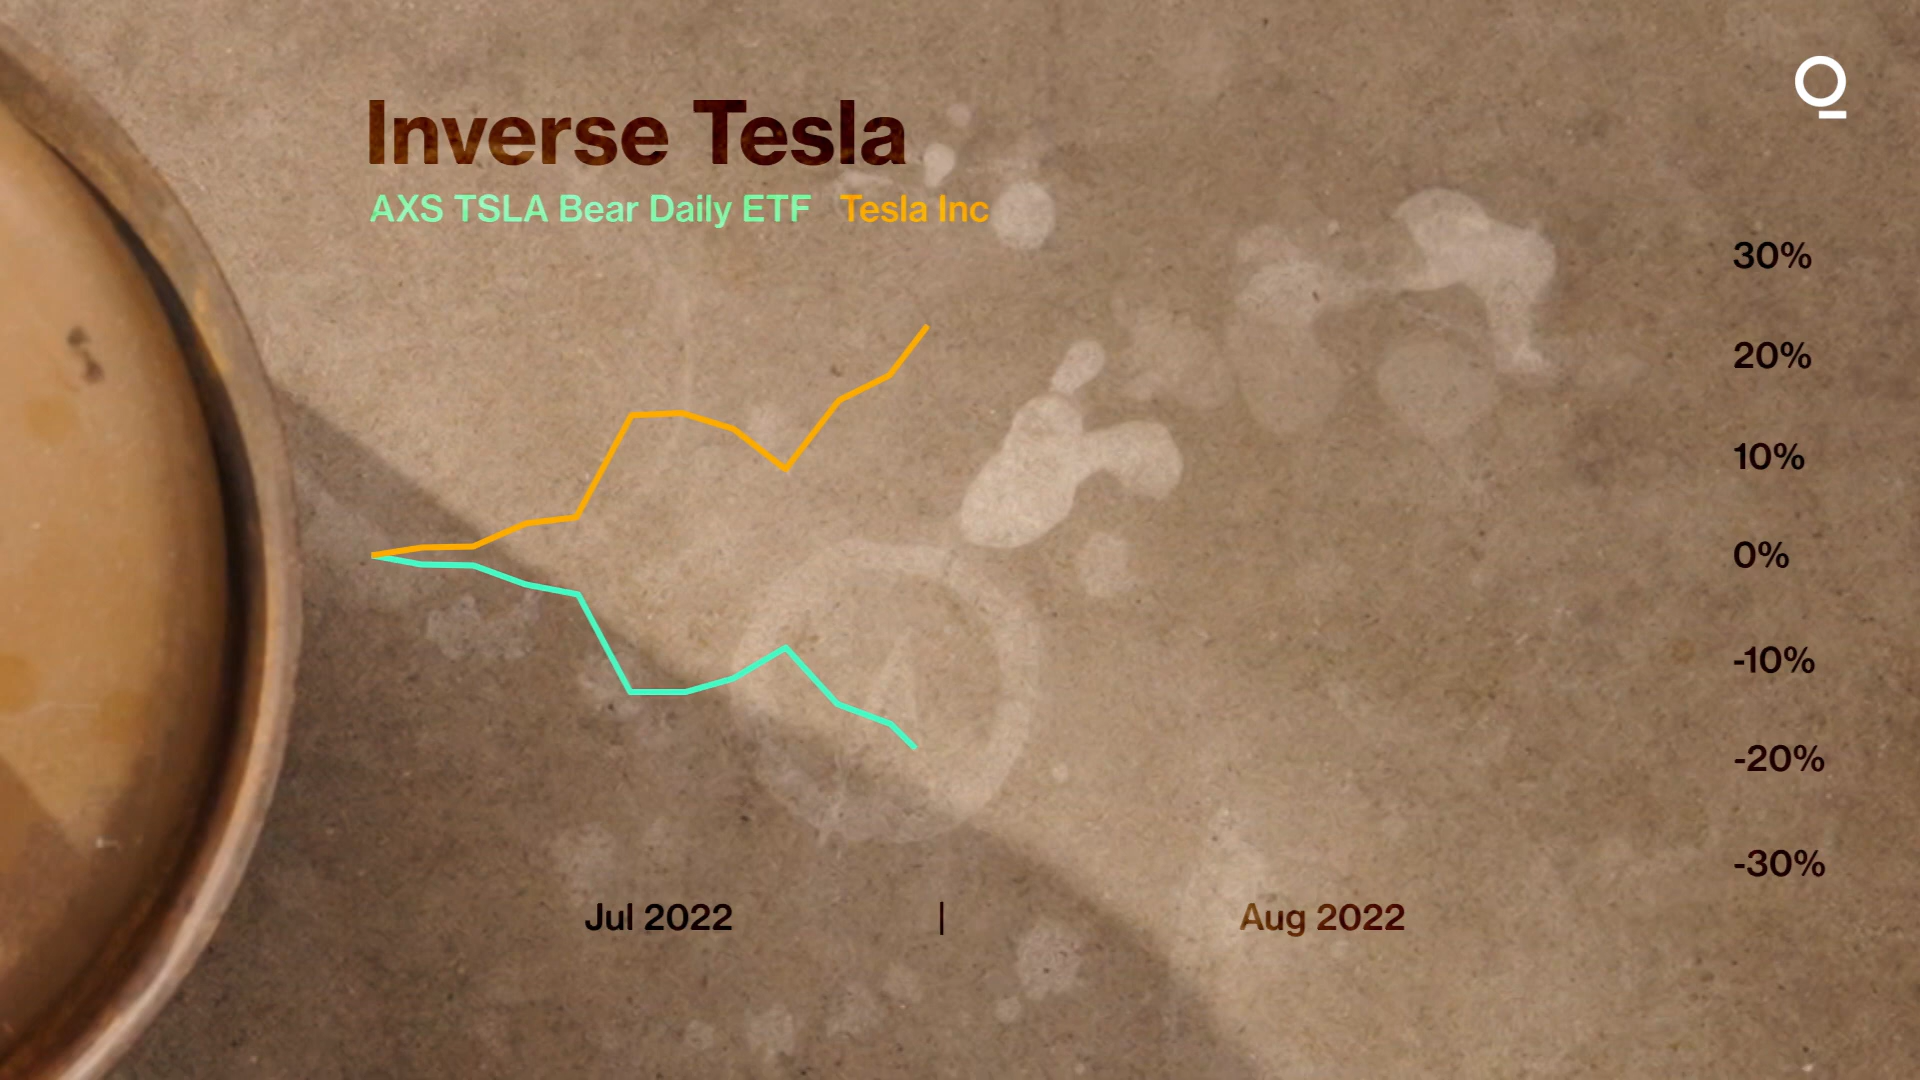 Inverse Tesla
AXS TSLA Bear Daily ETF Tesla Inc
30%
20%
10%
0%
-10%
-20%
-30%
Jul 2022 | Aug 2022